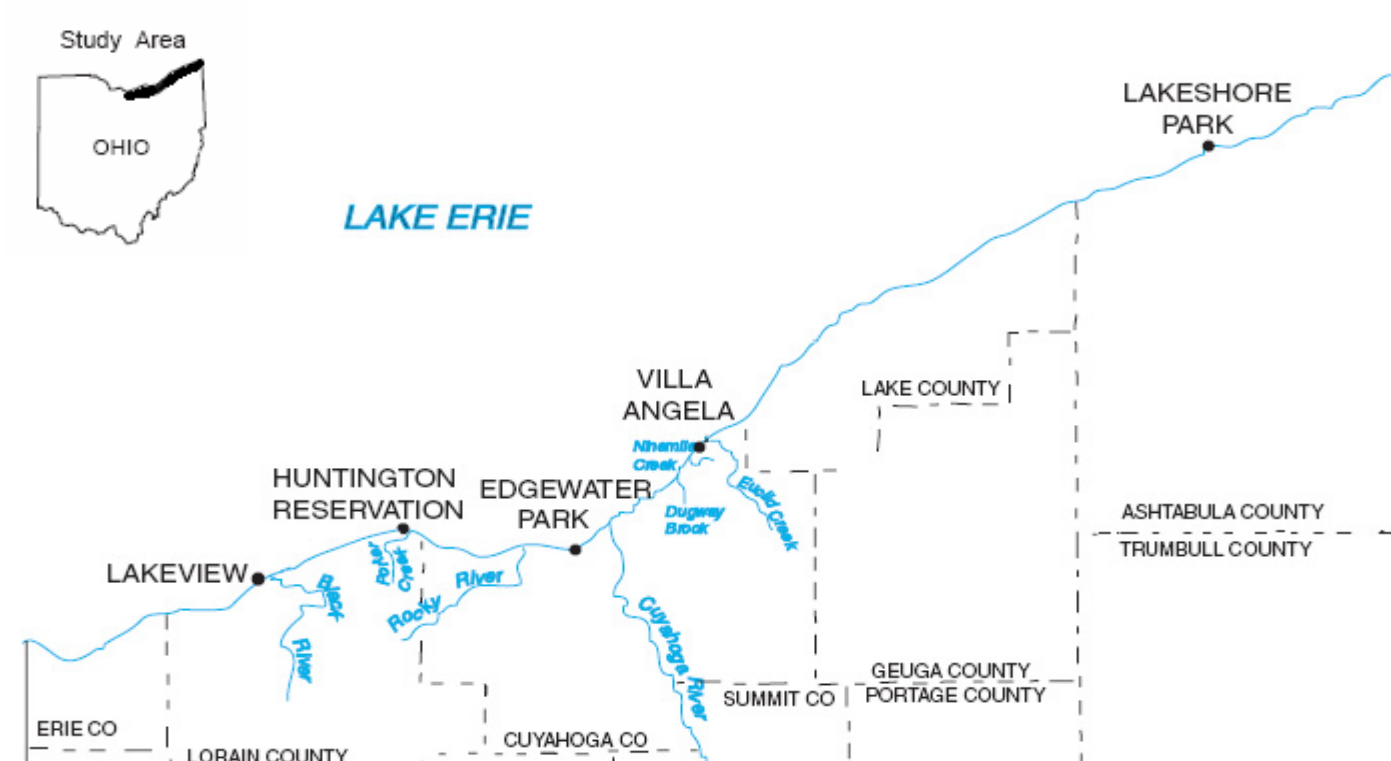 Study Area
OHIO
LAKE ERIE
LAKESHORE
PARK
VILLA
ANGELA
LAKE COUNTY
Ninemile
Creek
HUNTINGTON
RESERVATION
EDGEWATER
PARK
Euclid Creek
Dugway
Brook
ASHTABULA COUNTY
TRUMBULL COUNTY
LAKEVIEW
Porter
Creek
River
Rocky
Black
River
Cuyahoga River
GEUGA COUNTY
PORTAGE COUNTY
SUMMIT CO
ERIE CO
CUYAHOGA CO
LORAIN COUNTY